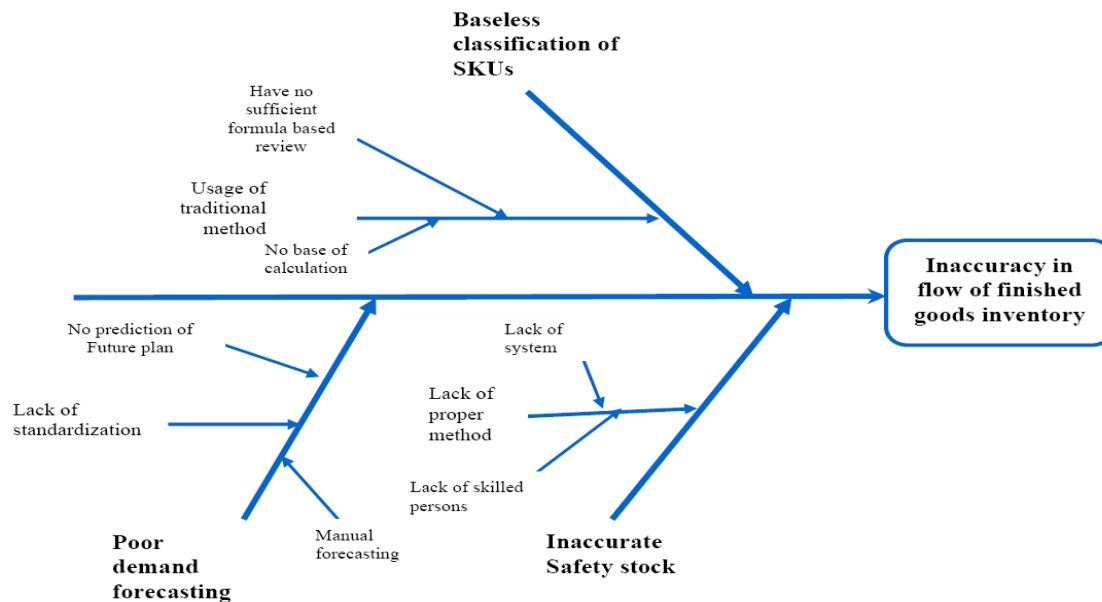 Baseless
classification of
SKUs
Have no
sufficient
formula based
review
Usage of
traditional
method
No base of
calculation
Inaccuracy in
flow of finished
goods inventory
No prediction of
Future plan
Lack of
system
Lack of
standardization
Lack of
proper
method
Lack of skilled
persons
Manual
forecasting
Poor
demand
forecasting
Inaccurate
Safety stock